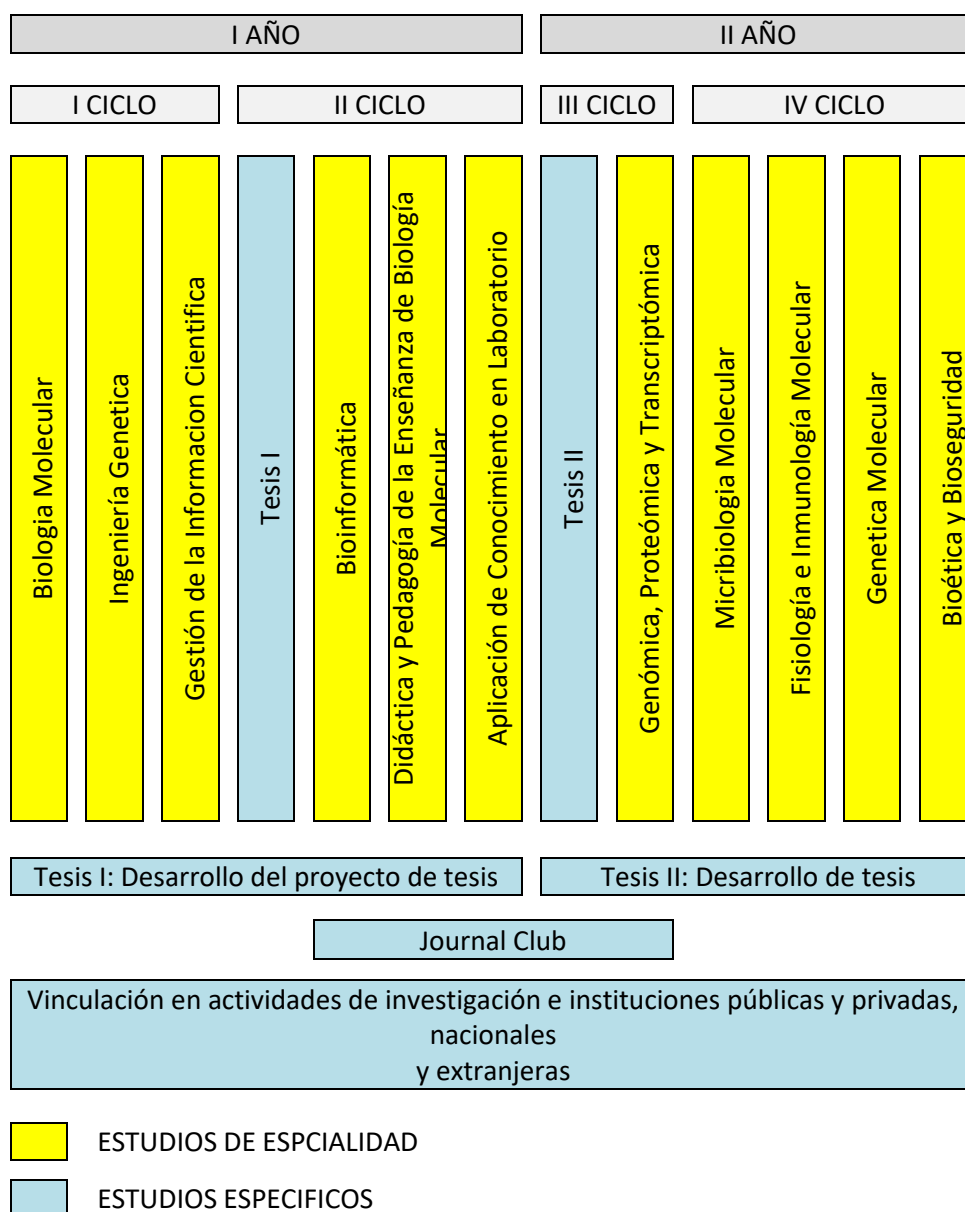 I AÑO
II AÑO
I CICLO
II CICLO
III CICLO
IV CICLO
Biologia Molecular
Ingeniería Genetica
Gestión de la Informacion Cientifica
Tesis I
Bioinformática
Didáctica y Pedagogía de la Enseñanza de Biología
Molecular
Aplicación de Conocimiento en Laboratorio
Tesis II
Genómica, Proteómica y Transcriptómica
Micribiologia Molecular
Fisiología e Inmunología Molecular
Genetica Molecular
Bioética y Bioseguridad
Tesis I: Desarrollo del proyecto de tesis
Tesis II: Desarrollo de tesis
Journal Club
Vinculación en actividades de investigación e instituciones públicas y privadas,
nacionales
y extranjeras
ESTUDIOS DE ESPCIALIDAD
ESTUDIOS ESPECIFICOS